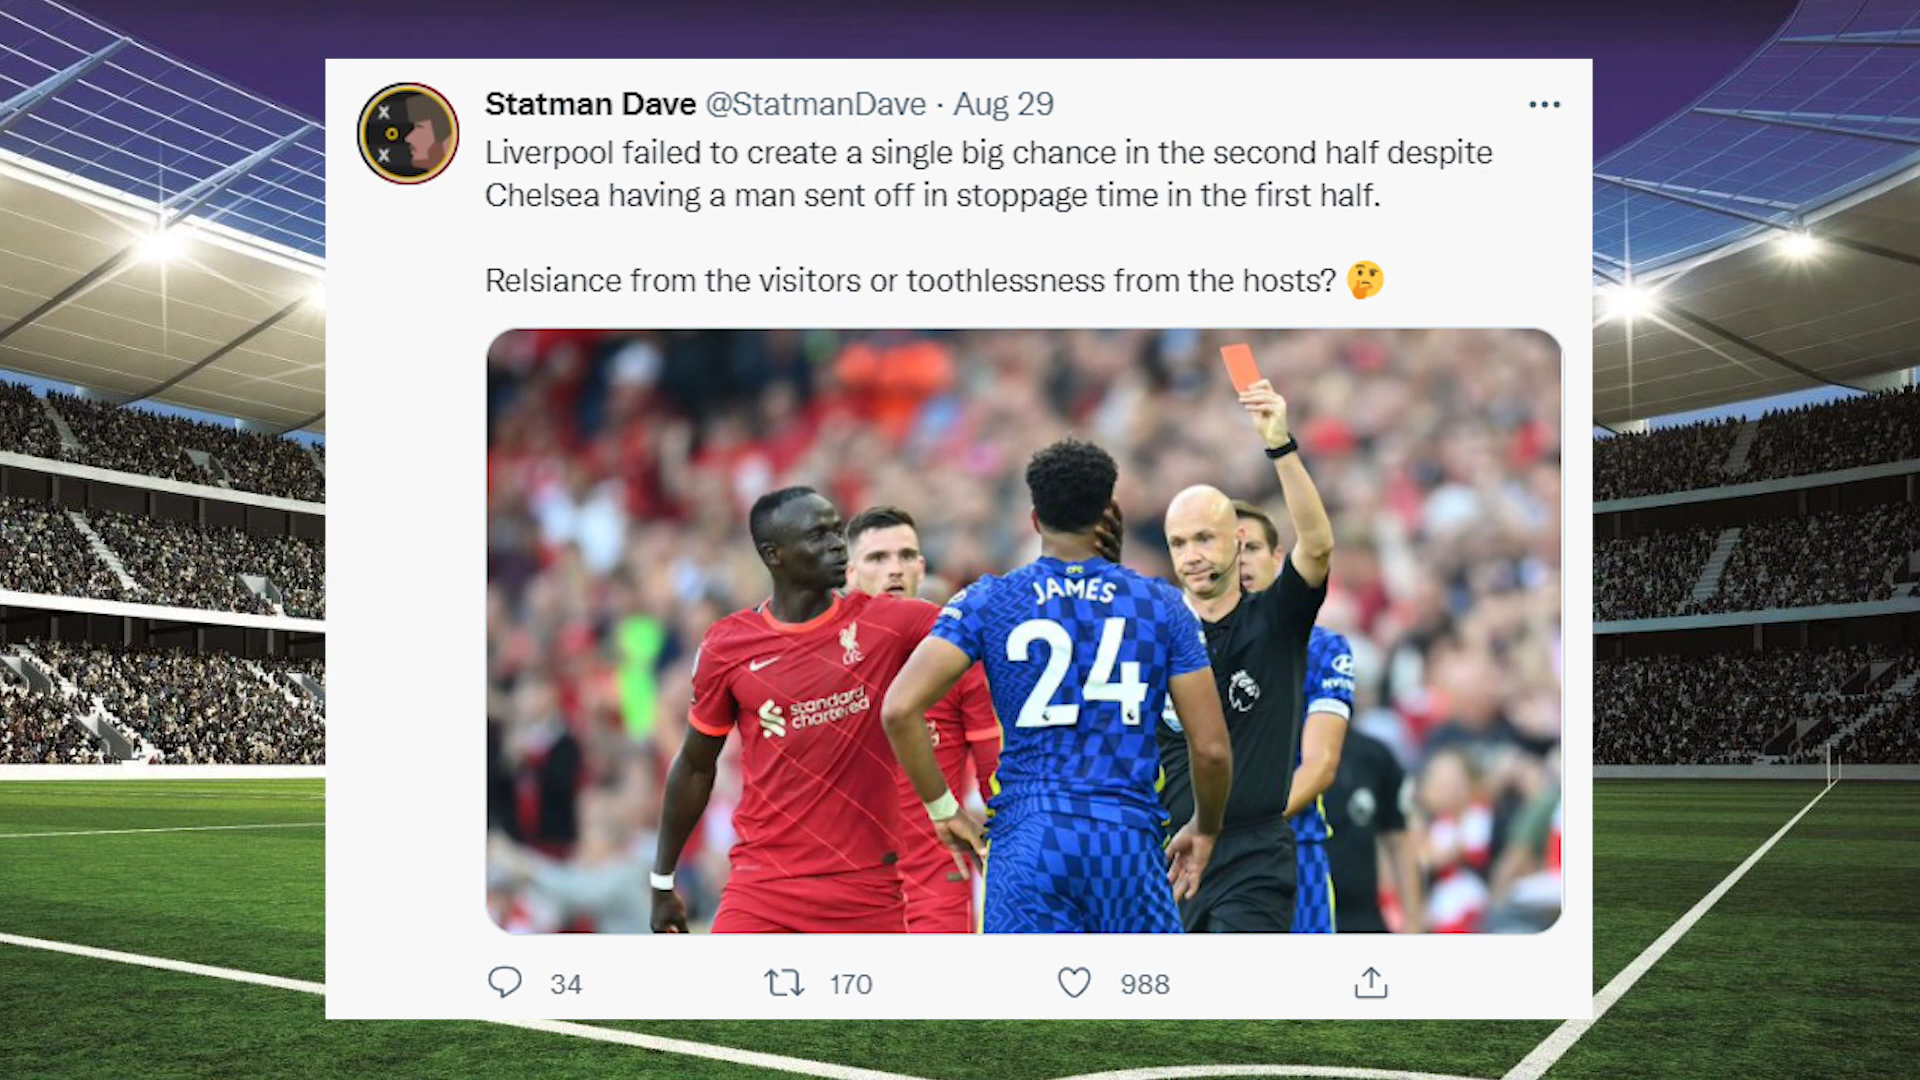 Statman Dave @StatmanDave · Aug 29
Liverpool failed to create a single big chance in the second half despite
Chelsea having a man sent off in stoppage time in the first half.
Relsiance from the visitors or toothlessness from the hosts? 🤔
JAMES
24
LFC
standard
chartered
34 170 988